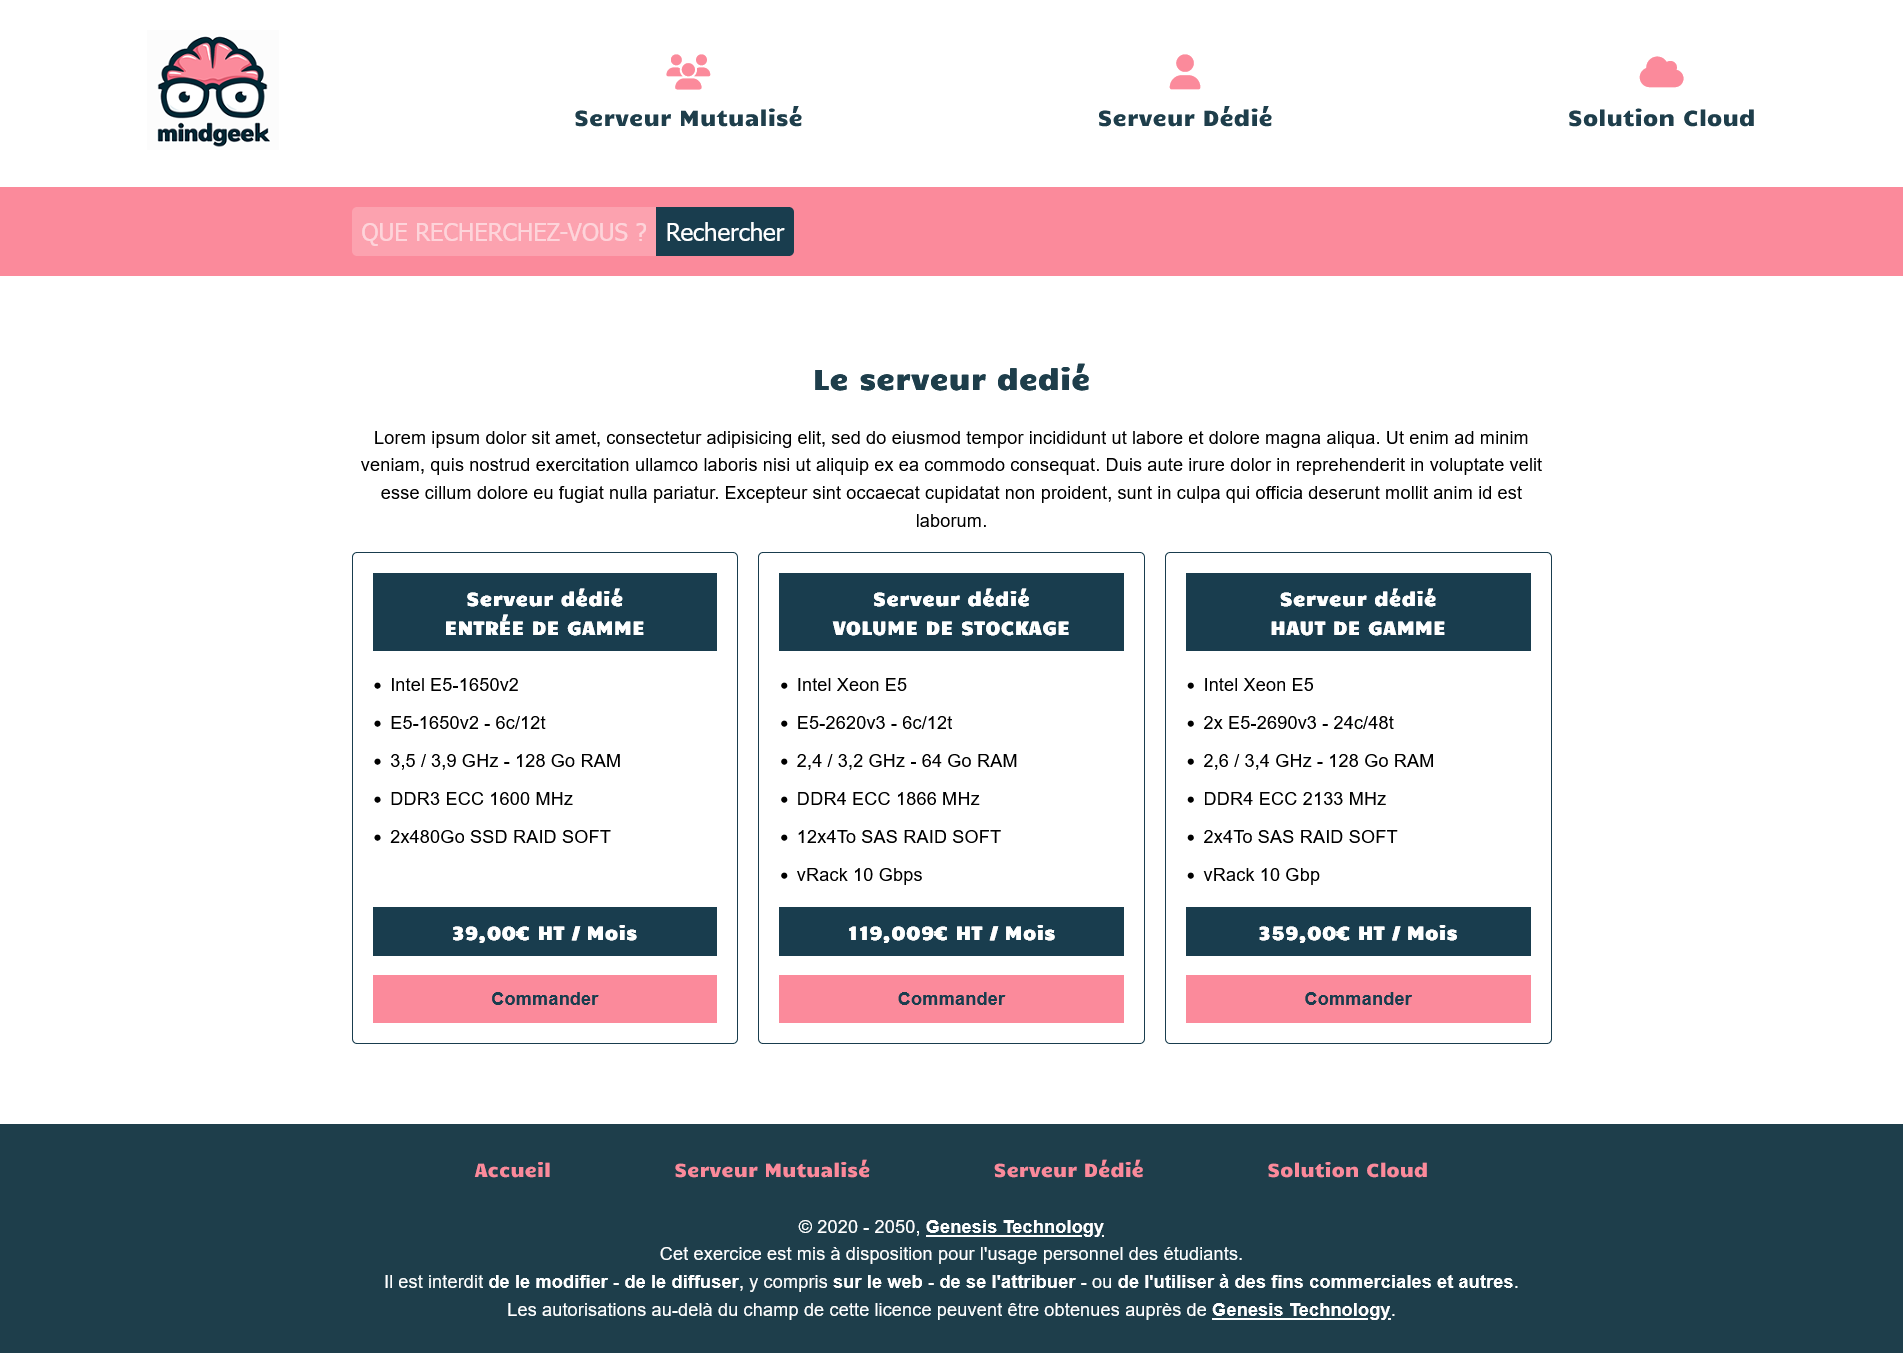 mindgeek
Serveur Mutualisé
Serveur Dédié
Solution Cloud
QUE RECHERCHEZ-VOUS ?
Rechercher
Le serveur dedié
Lorem ipsum dolor sit amet, consectetur adipisicing elit, sed do eiusmod tempor incididunt ut labore et dolore magna aliqua. Ut enim ad minim
veniam, quis nostrud exercitation ullamco laboris nisi ut aliquip ex ea commodo consequat. Duis aute irure dolor in reprehenderit in voluptate velit
esse cillum dolore eu fugiat nulla pariatur. Excepteur sint occaecat cupidatat non proident, sunt in culpa qui officia deserunt mollit anim id est
laborum.
Serveur dédié
ENTRÉE DE GAMME
• Intel E5-1650v2
• E5-1650v2 - 6c/12t
• 3,5 / 3,9 GHz - 128 Go RAM
• DDR3 ECC 1600 MHz
• 2x480Go SSD RAID SOFT
39,00€ HT / Mois
Commander
Serveur dédié
VOLUME DE STOCKAGE
• Intel Xeon E5
• E5-2620v3 - 6c/12t
• 2,4 / 3,2 GHz - 64 Go RAM
• DDR4 ECC 1866 MHz
• 12x4To SAS RAID SOFT
• vRack 10 Gbps
119,009€ HT / Mois
Commander
Serveur dédié
HAUT DE GAMME
• Intel Xeon E5
• 2x E5-2690v3 - 24c/48t
• 2,6 / 3,4 GHz - 128 Go RAM
• DDR4 ECC 2133 MHz
• 2x4To SAS RAID SOFT
• vRack 10 Gbp
359,00€ HT / Mois
Commander
Accueil
Serveur Mutualisé
Serveur Dédié
Solution Cloud
© 2020 - 2050, Genesis Technology
Cet exercice est mis à disposition pour l'usage personnel des étudiants.
Il est interdit de le modifier - de le diffuser, y compris sur le web - de se l'attribuer - ou de l'utiliser à des fins commerciales et autres.
Les autorisations au-delà du champ de cette licence peuvent être obtenues auprès de Genesis Technology.